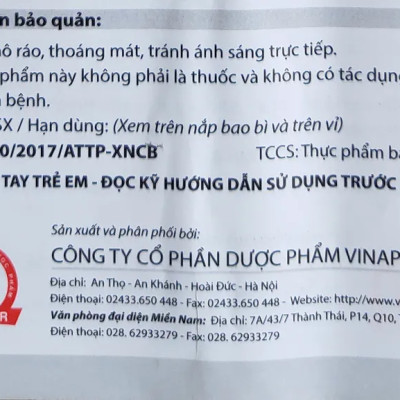 n bảo quản:
ô ráo, thoáng mát, tránh ánh sáng trực tiếp.
phẩm này không phải là thuốc và không có tác dụn
bệnh.
SX / Hạn dùng: (Xem trên nắp bao bì và trên vỉ)
0/2017/ATTP-XNCB TCCS: Thực phẩm bả
TAY TRẺ EM - ĐỌC KỸ HƯỚNG DẪN SỬ DỤNG TRƯỚC
Sản xuất và phân phối bởi:
CÔNG TY CỔ PHẦN DƯỢC PHẨM VINAP
Địa chỉ: An Thọ - An Khánh - Hoài Đức - Hà Nội
Điện thoại: 02433.650 448 - Fax: 02433.650 448 - Website: http://www.v
Văn phòng đại diện Miền Nam: Địa chỉ: 7A/43/7 Thành Thái, P14, Q10, T
Điện thoại: 028. 62933279 - Fax: 028. 62933279